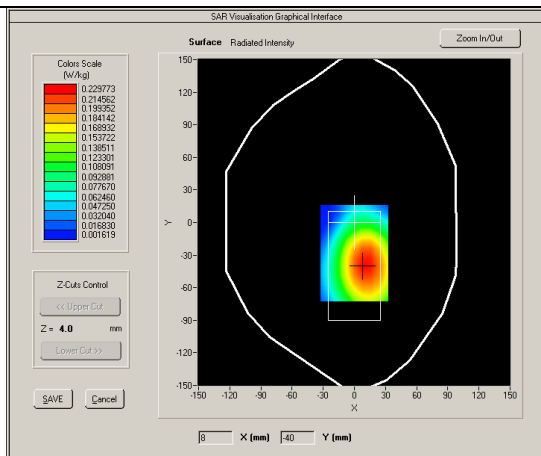 SAR Visualisation Graphical Interface
Surface Radiated Intensity
Zoom In/Out
Colors Scale
(W/kg)
0.229773
0.214562
0.199352
0.184142
0.168932
0.153722
0.138511
0.123301
0.108091
0.092881
0.077670
0.062460
0.047250
0.032040
0.016830
0.001619
Z-Cuts Control
<< Upper Cut
Z = 4.0 mm
Lower Cut >>
SAVE Cancel
150-
120-
90-
60-
30-
0-
-30-
-60-
-90-
-120-
-150-
Y
-150 -120 -90 -60 -30 0 30 60 90 120 150
X
8 X (mm) -40 Y (mm)